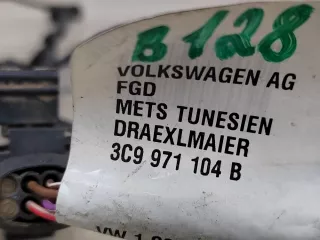 B128
VOLKSWAGEN AG
FGD
METS TUNESIEN
DRAEXLMAIER
3C9 971 104 B